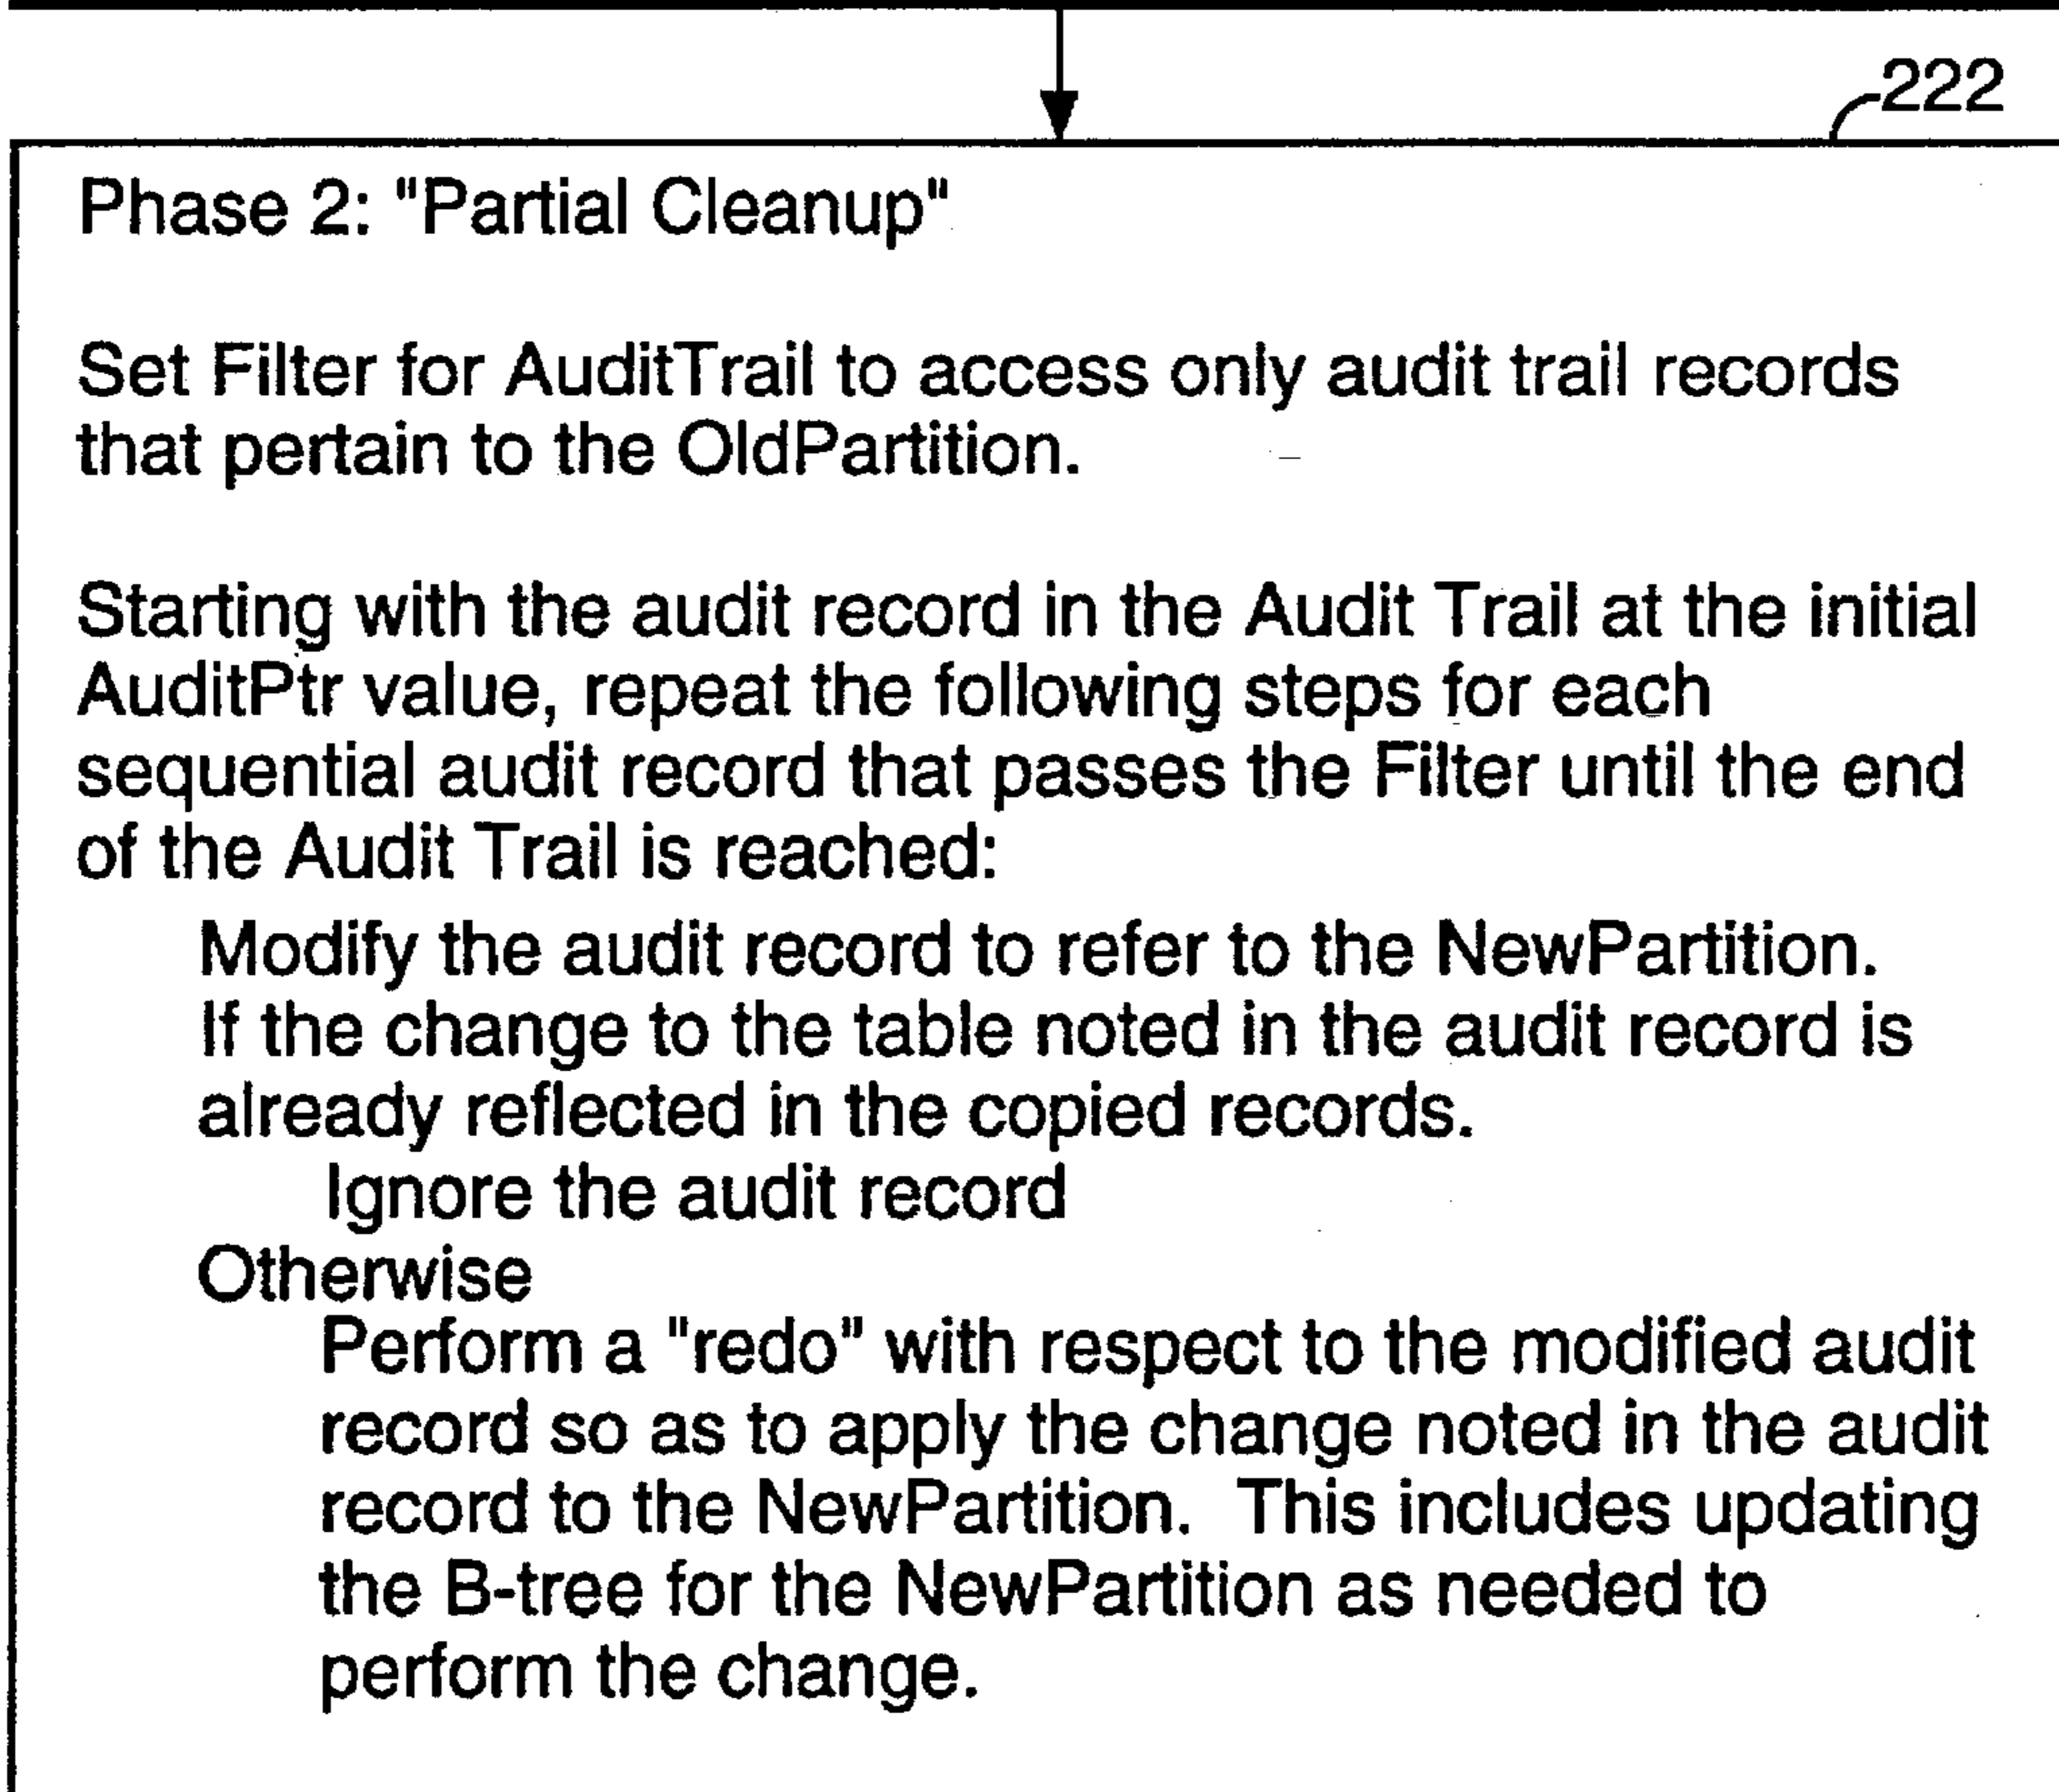 222
Phase 2: "Partial Cleanup"
Set Filter for AuditTrail to access only audit trail records
that pertain to the OldPartition.
Starting with the audit record in the Audit Trail at the initial
AuditPtr value, repeat the following steps for each
sequential audit record that passes the Filter until the end
of the Audit Trail is reached:
Modify the audit record to refer to the NewPartition.
If the change to the table noted in the audit record is
already reflected in the copied records.
Ignore the audit record
Otherwise
Perform a "redo" with respect to the modified audit
record so as to apply the change noted in the audit
record to the NewPartition.  This includes updating
the B-tree for the NewPartition as needed to
perform the change.